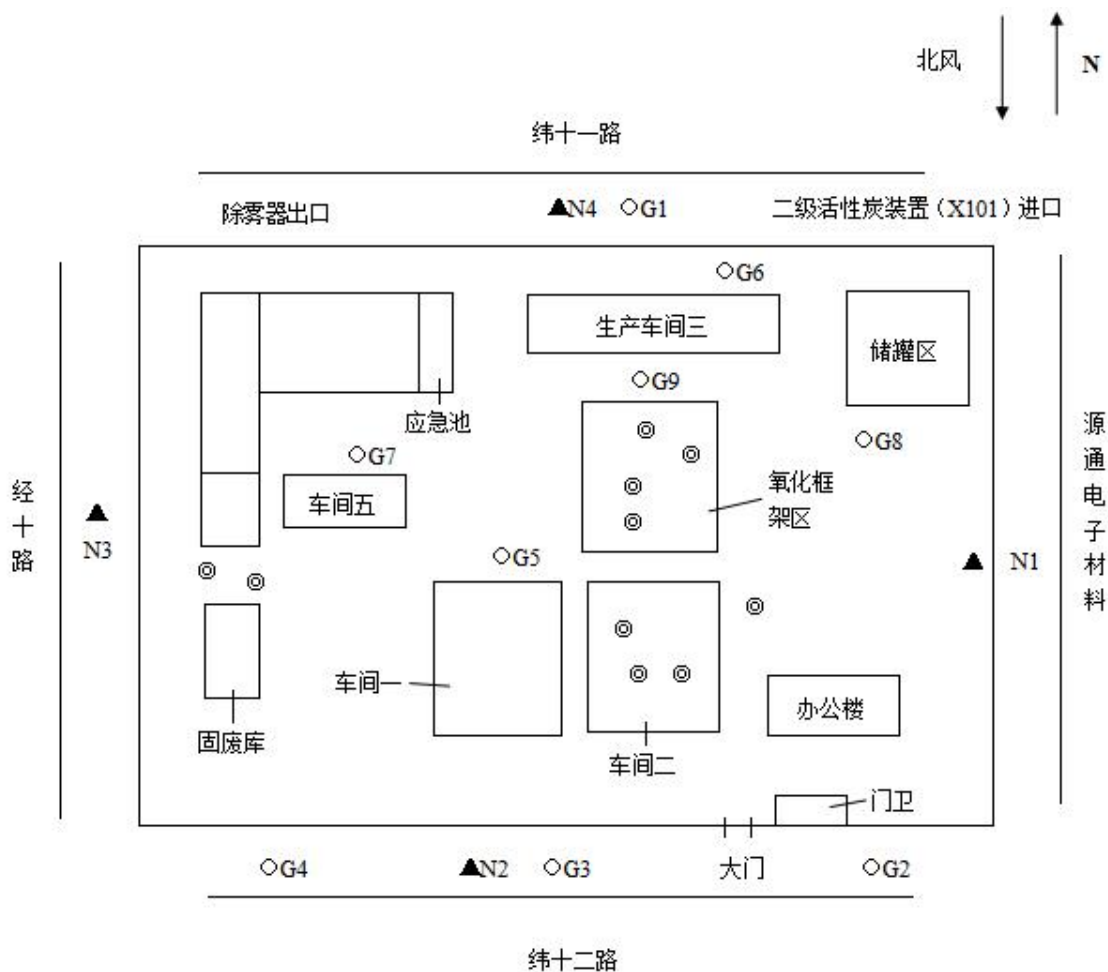 北风
N
纬十一路
除雾器出口
▲N4
○G1
二级活性炭装置（X101）进口
○G6
生产车间三
储罐区
○G9
应急池
○G7
○G8
车间五
氧化框
架区
经十路
▲
N3
○G5
▲ N1
源通电子材料
车间一
办公楼
固废库
车间二
门卫
○G4
▲N2
○G3
大门
○G2
纬十二路